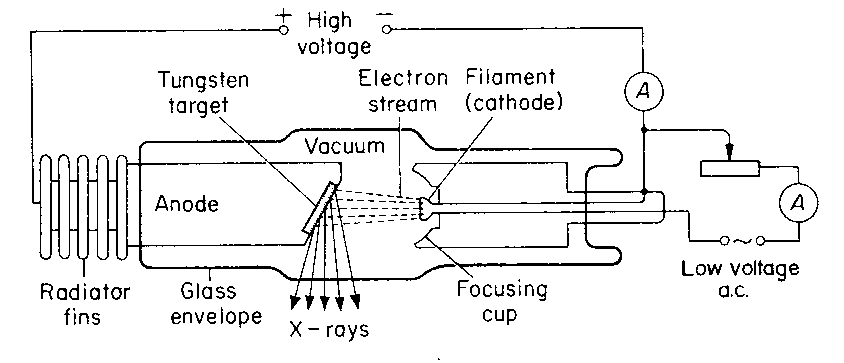 + High −
voltage
Tungsten
target
Electron
stream
Filament
(cathode)
A
Vacuum
Anode
A
Radiator
fins
Glass
envelope
X-rays
Focusing
cup
Low voltage
a.c.